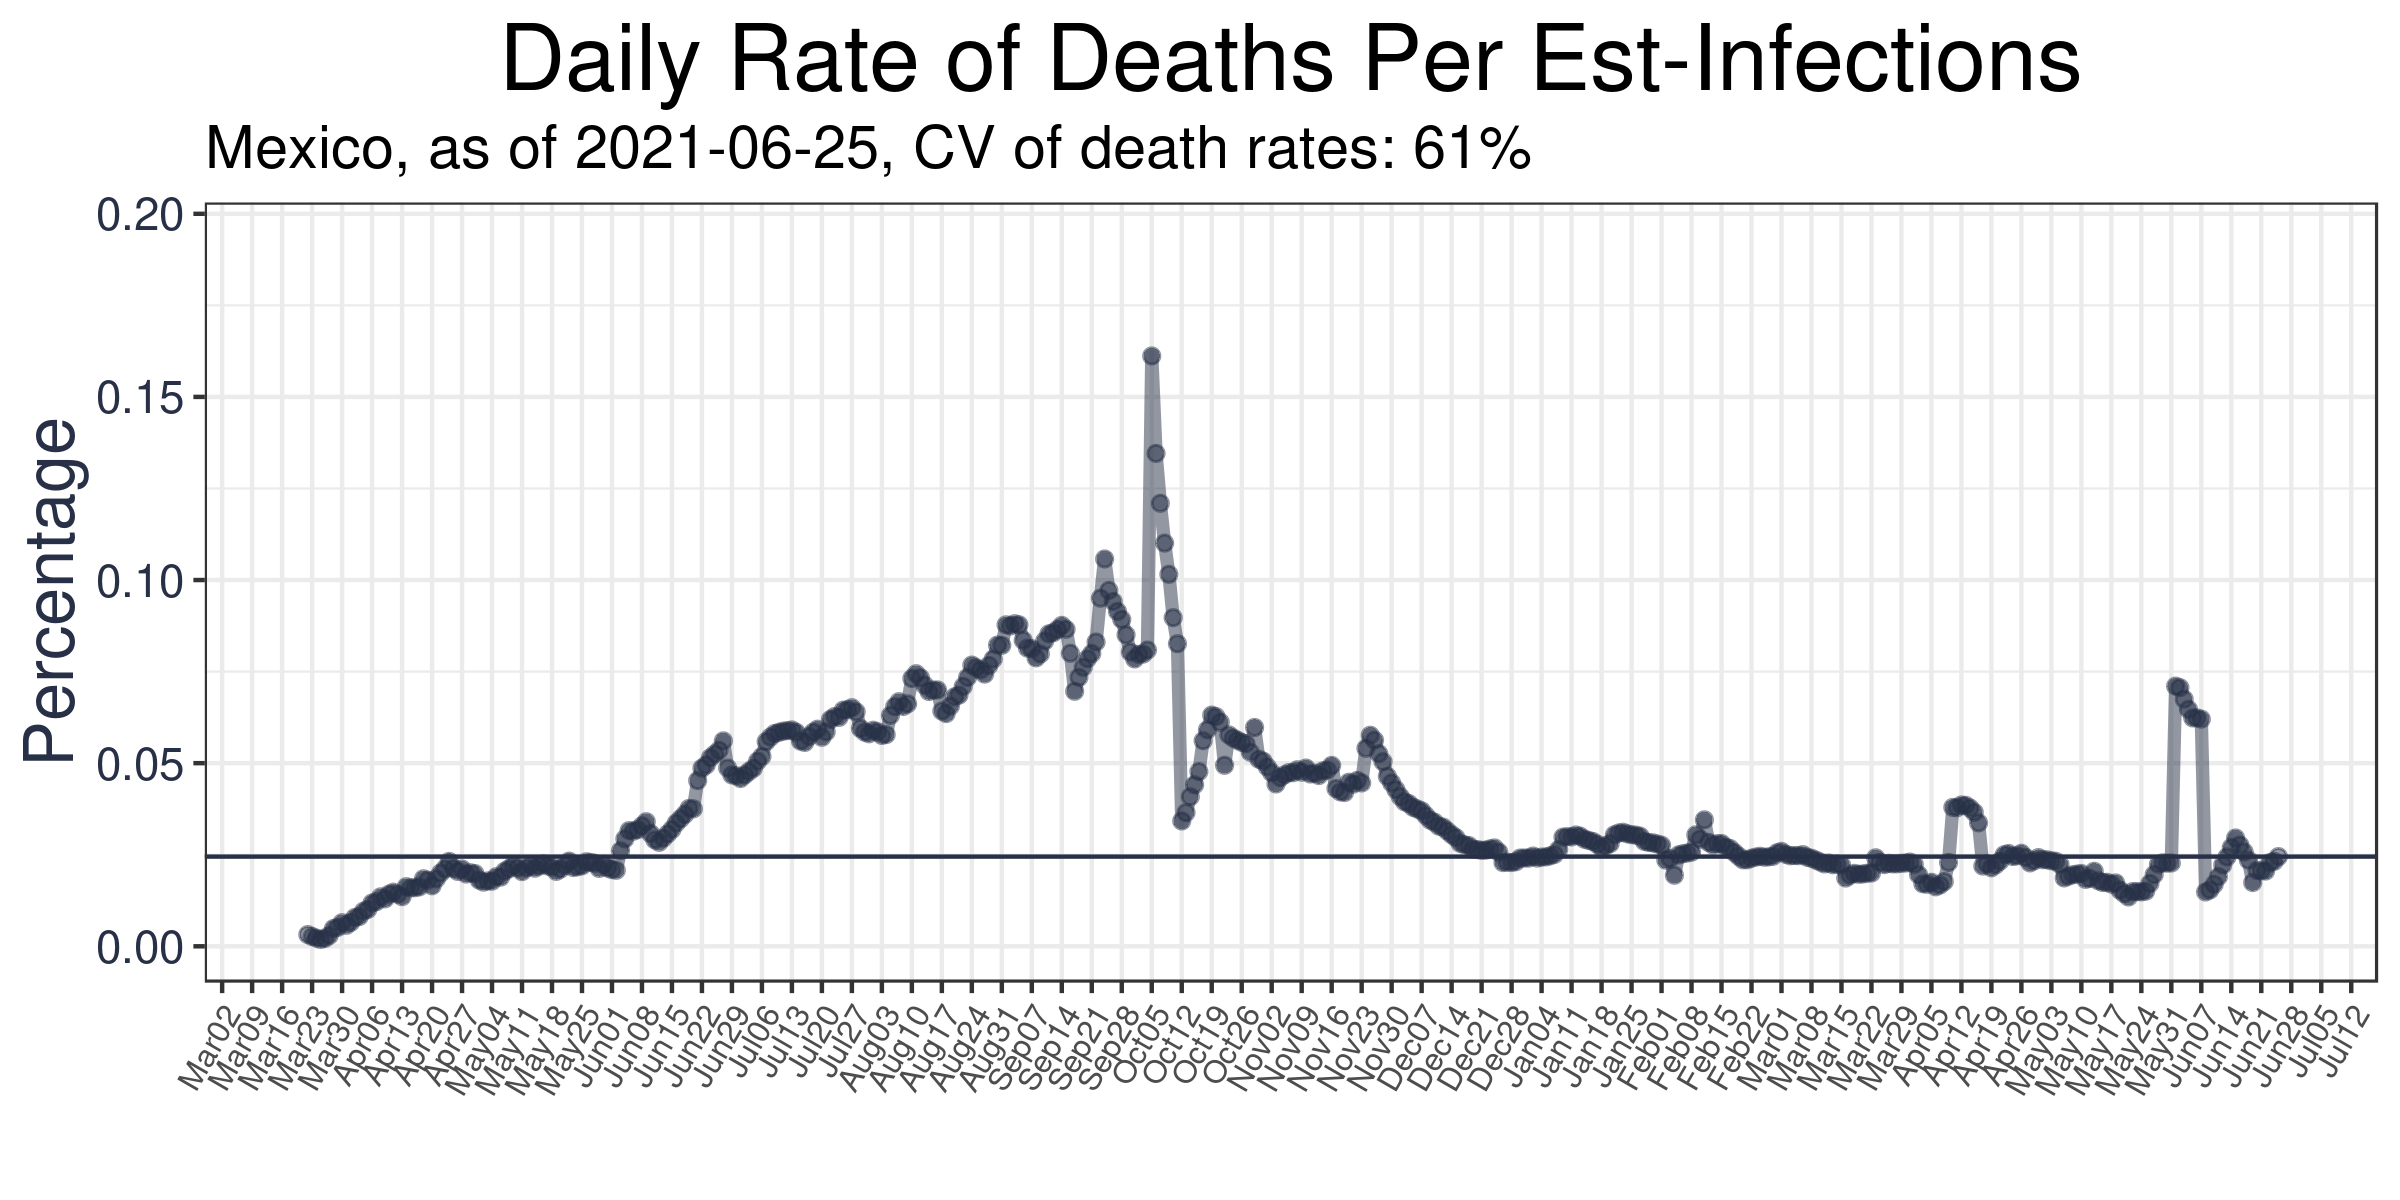 Daily Rate of Deaths Per Est-Infections
Mexico, as of 2021-06-25, CV of death rates: 61%
Percentage
0.20
0.15
0.10
0.05
0.00
Mar02
Mar09
Mar16
Mar23
Mar30
Apr06
Apr13
Apr20
Apr27
May04
May11
May18
May25
Jun01
Jun08
Jun15
Jun22
Jun29
Jul06
Jul13
Jul20
Jul27
Aug03
Aug10
Aug17
Aug24
Aug31
Sep07
Sep14
Sep21
Sep28
Oct05
Oct12
Oct19
Oct26
Nov02
Nov09
Nov16
Nov23
Nov30
Dec07
Dec14
Dec21
Dec28
Jan04
Jan11
Jan18
Jan25
Feb01
Feb08
Feb15
Feb22
Mar01
Mar08
Mar15
Mar22
Mar29
Apr05
Apr12
Apr19
Apr26
May03
May10
May17
May24
May31
Jun07
Jun14
Jun21
Jun28
Jul05
Jul12